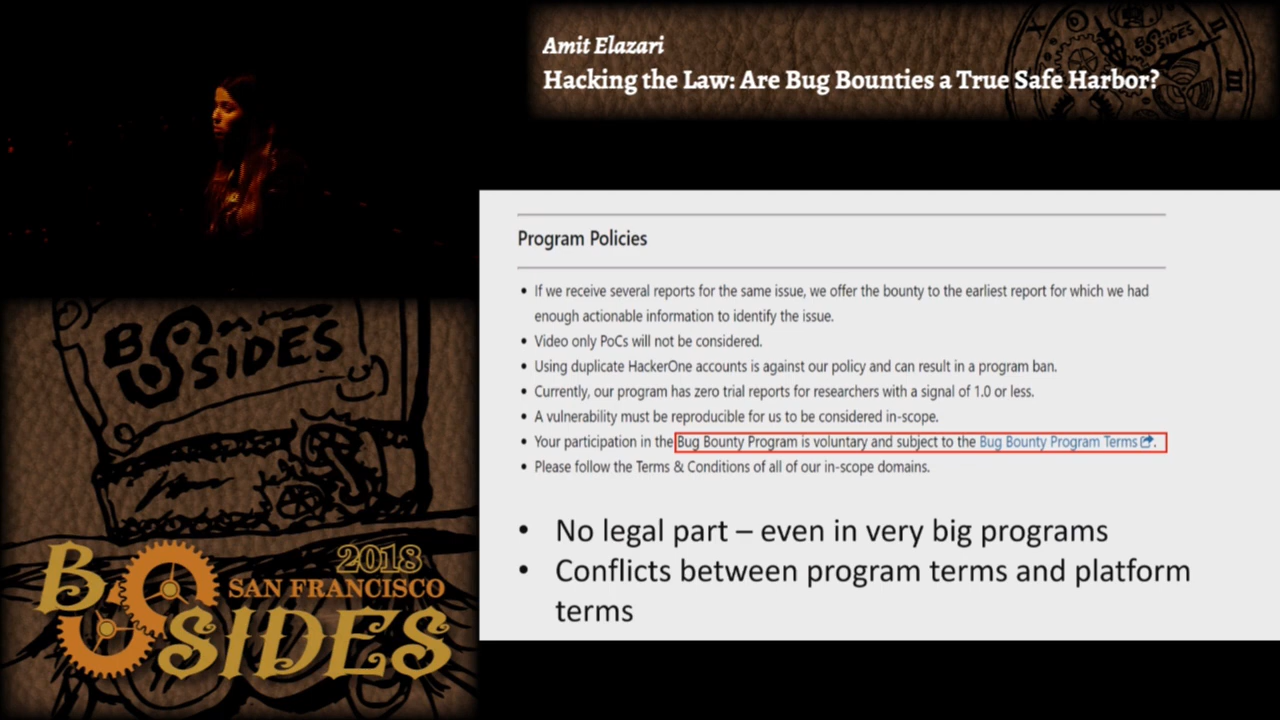 Amit Elazari
Hacking the Law: Are Bug Bounties a True Safe Harbor?
Program Policies
• If we receive several reports for the same issue, we offer the bounty to the earliest report for which we had
enough actionable information to identify the issue.
• Video only PoCs will not be considered.
• Using duplicate HackerOne accounts is against our policy and can result in a program ban.
• Currently, our program has zero trial reports for researchers with a signal of 1.0 or less.
• A vulnerability must be reproducible for us to be considered in-scope.
• Your participation in the Bug Bounty Program is voluntary and subject to the Bug Bounty Program Terms.
• Please follow the Terms & Conditions of all of our in-scope domains.
• No legal part – even in very big programs
• Conflicts between program terms and platform
terms
BSIDES
2018
SAN FRANCISCO
BSIDES